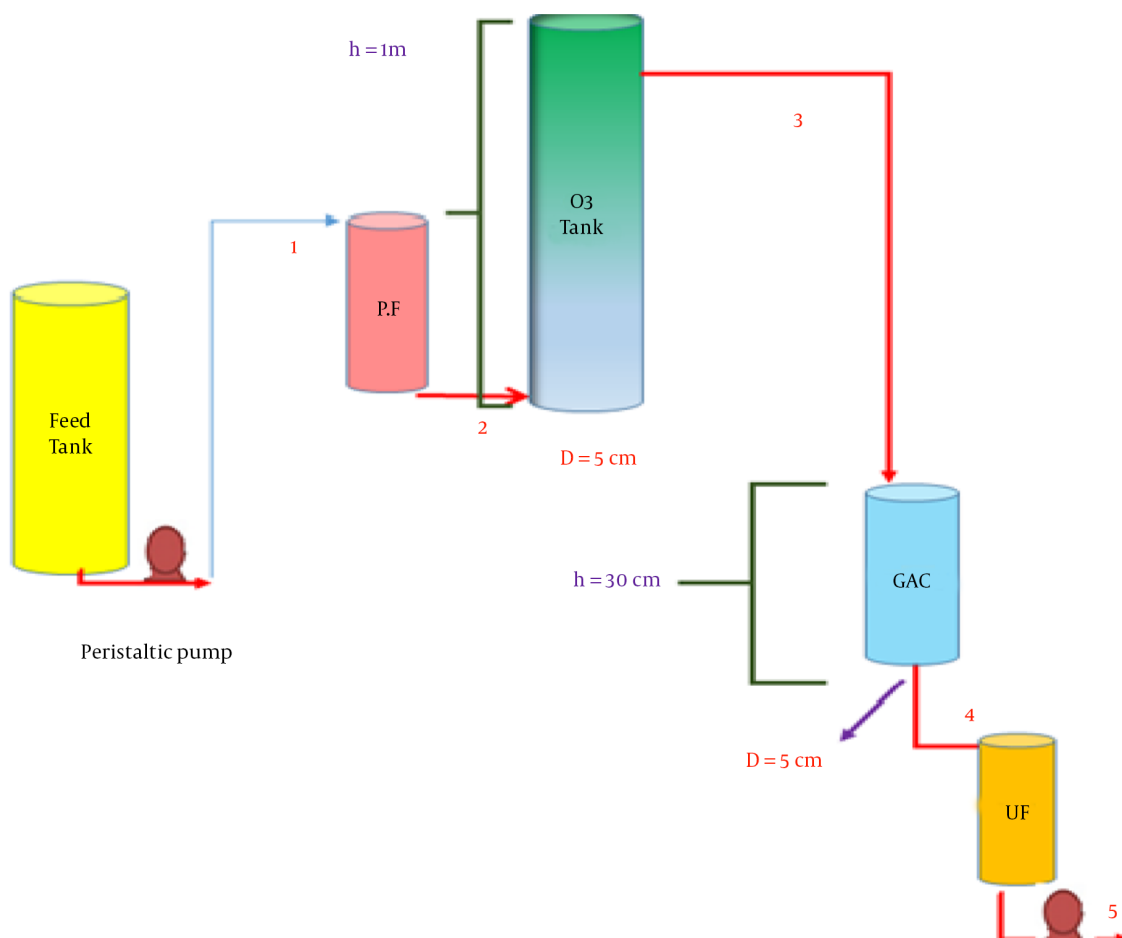 h = 1m
3
O3
Tank
1
P.F
Feed
Tank
2
D = 5 cm
h = 30 cm
GAC
Peristaltic pump
4
D = 5 cm
UF
5